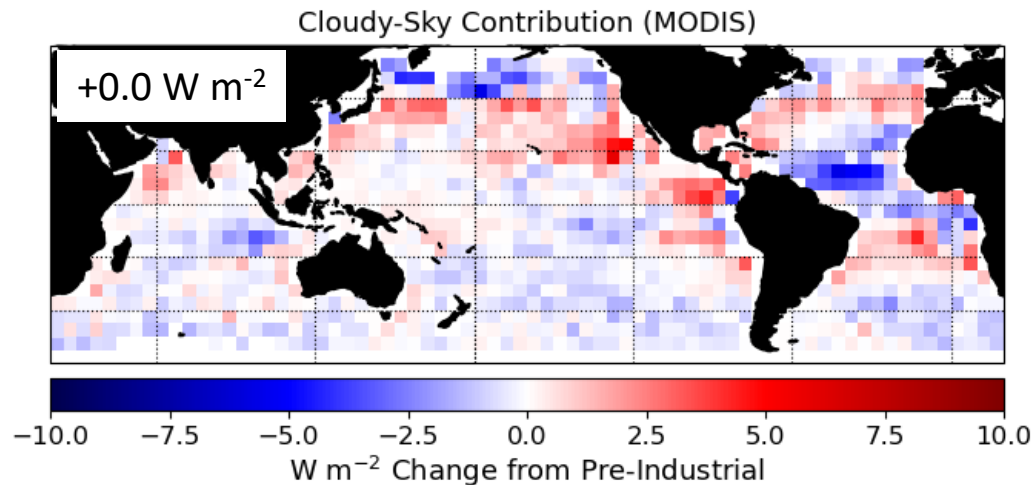 Cloudy-Sky Contribution (MODIS)
+0.0 W m⁻²
−10.0 −7.5 −5.0 −2.5 0.0 2.5 5.0 7.5 10.0
W m⁻² Change from Pre-Industrial